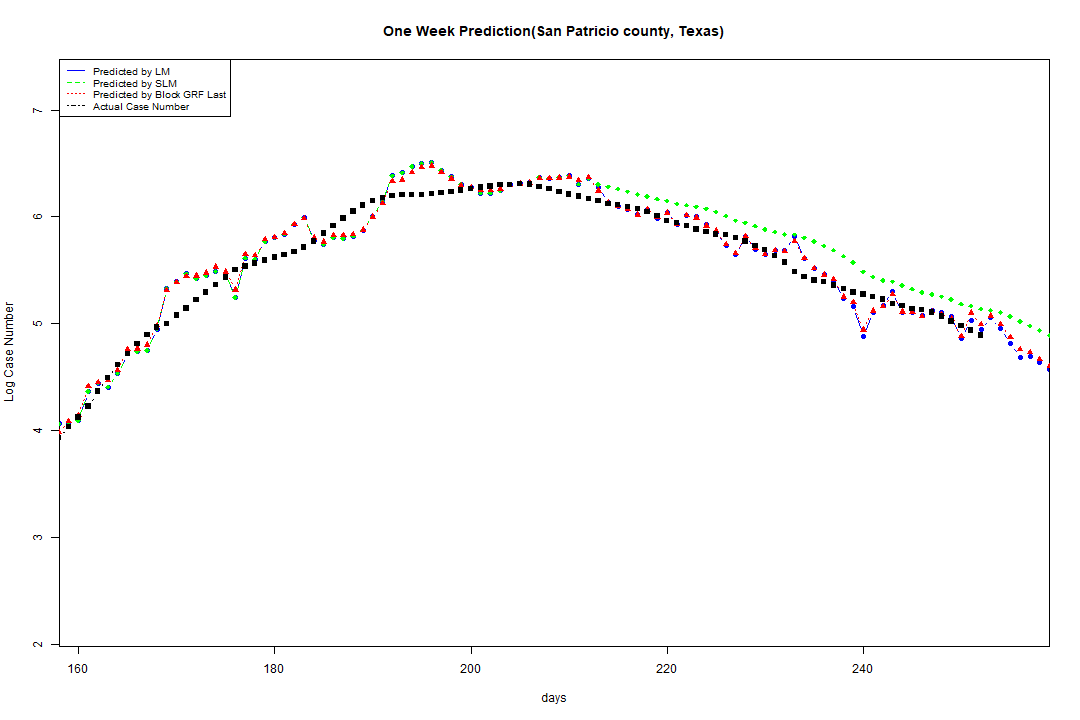 One Week Prediction(San Patricio county, Texas)
Predicted by LM
Predicted by SLM
Predicted by Block GRF Last
Actual Case Number
7
6
5
4
3
2
Log Case Number
160 180 200 220 240
days